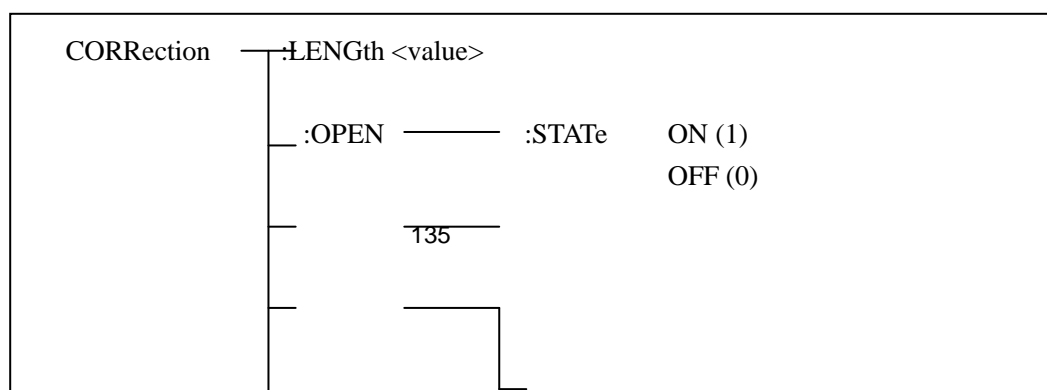 CORRection :LENGth <value>
:OPEN :STATe ON (1)
OFF (0)
135